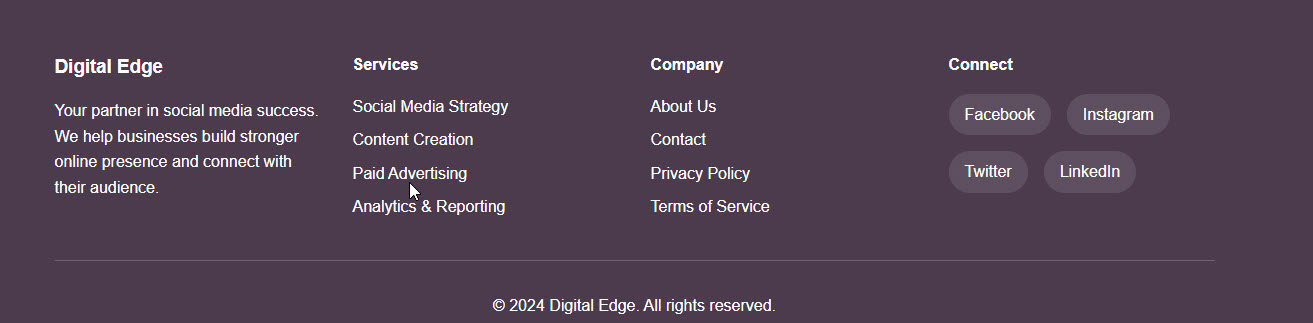 Digital Edge
Your partner in social media success.
We help businesses build stronger
online presence and connect with
their audience.
Services
Social Media Strategy
Content Creation
Paid Advertising
Analytics & Reporting
Company
About Us
Contact
Privacy Policy
Terms of Service
Connect
Facebook
Instagram
Twitter
LinkedIn
© 2024 Digital Edge. All rights reserved.